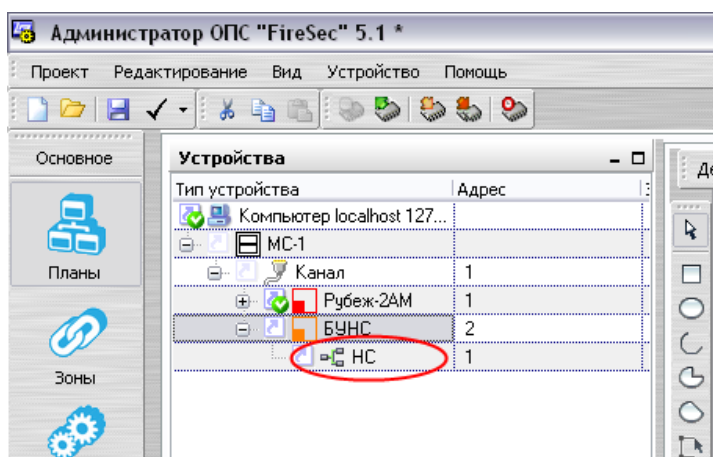 Администратор ОПС "FireSec" 5.1 *
Проект Редактирование Вид Устройство Помощь
Основное
Устройства
Тип устройства Адрес
Компьютер localhost 127...
МС-1
Планы
Канал 1
Рубеж-2АМ 1
БУНС 2
НС 1
Зоны